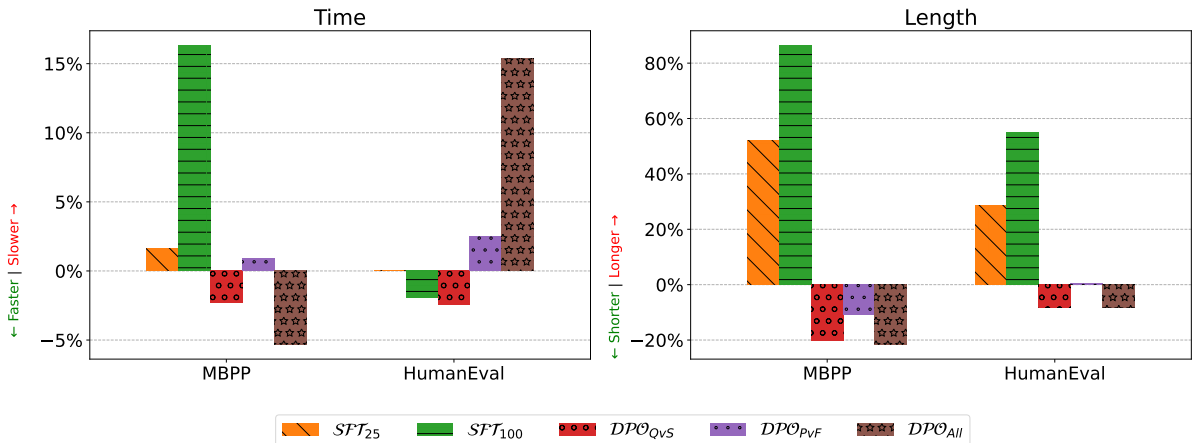 Time
15%
10%
5%
0%
−5%
← Faster | Slower →
MBPP
HumanEval
Length
80%
60%
40%
20%
0%
−20%
← Shorter | Longer →
MBPP
HumanEval
SFT25
SFT100
DPOQvS
DPOPvF
DPOAll